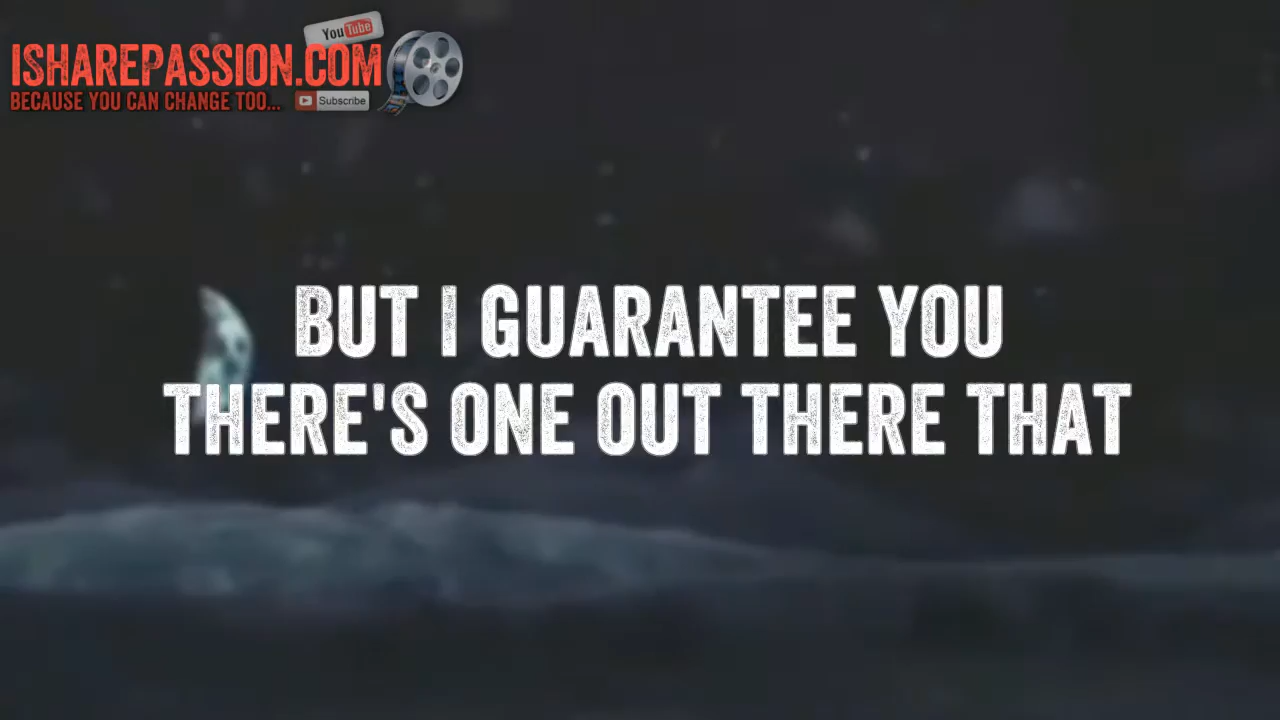 YouTube
ISHAREPASSION.COM
BECAUSE YOU CAN CHANGE TOO...
Subscribe
BUT I GUARANTEE YOU
THERE'S ONE OUT THERE THAT